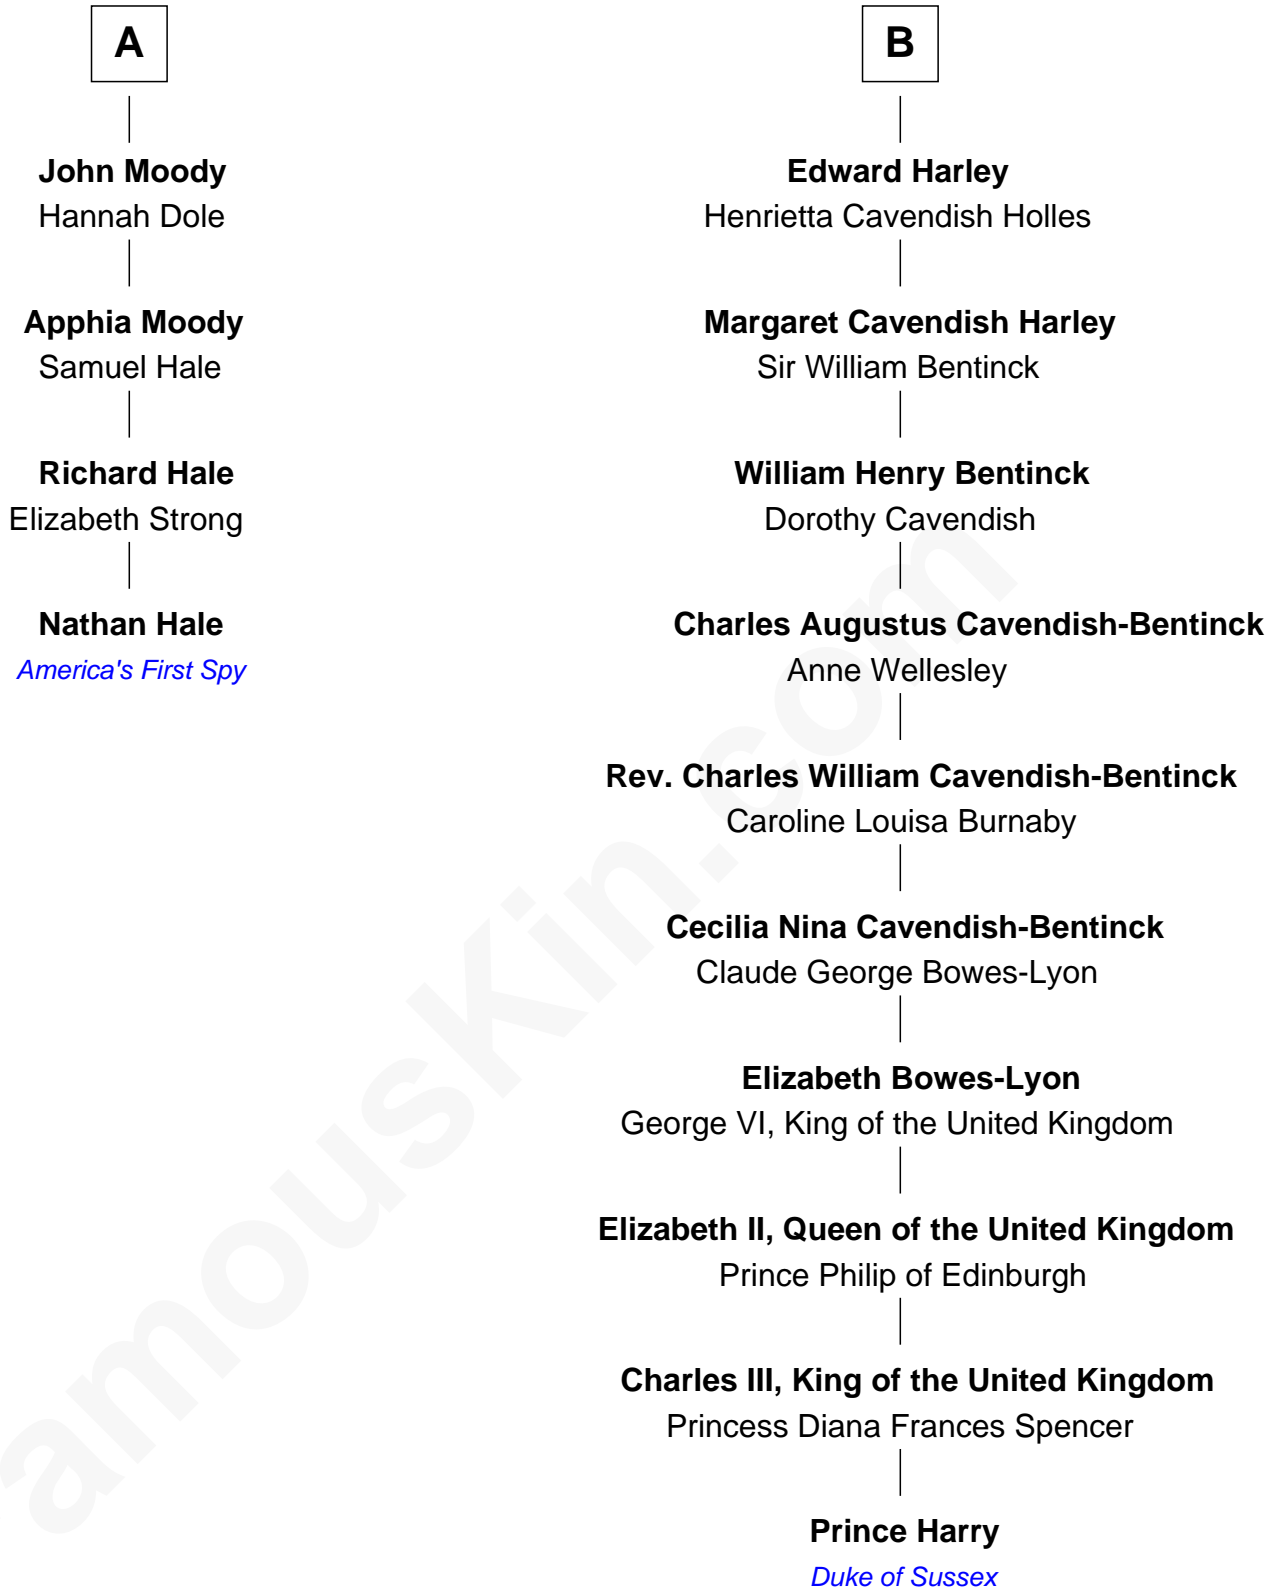 A
John Moody
Hannah Dole
Apphia Moody
Samuel Hale
Richard Hale
Elizabeth Strong
Nathan Hale
America's First Spy
B
Edward Harley
Henrietta Cavendish Holles
Margaret Cavendish Harley
Sir William Bentinck
William Henry Bentinck
Dorothy Cavendish
Charles Augustus Cavendish-Bentinck
Anne Wellesley
Rev. Charles William Cavendish-Bentinck
Caroline Louisa Burnaby
Cecilia Nina Cavendish-Bentinck
Claude George Bowes-Lyon
Elizabeth Bowes-Lyon
George VI, King of the United Kingdom
Elizabeth II, Queen of the United Kingdom
Prince Philip of Edinburgh
Charles III, King of the United Kingdom
Princess Diana Frances Spencer
Prince Harry
Duke of Sussex
amousKin.com